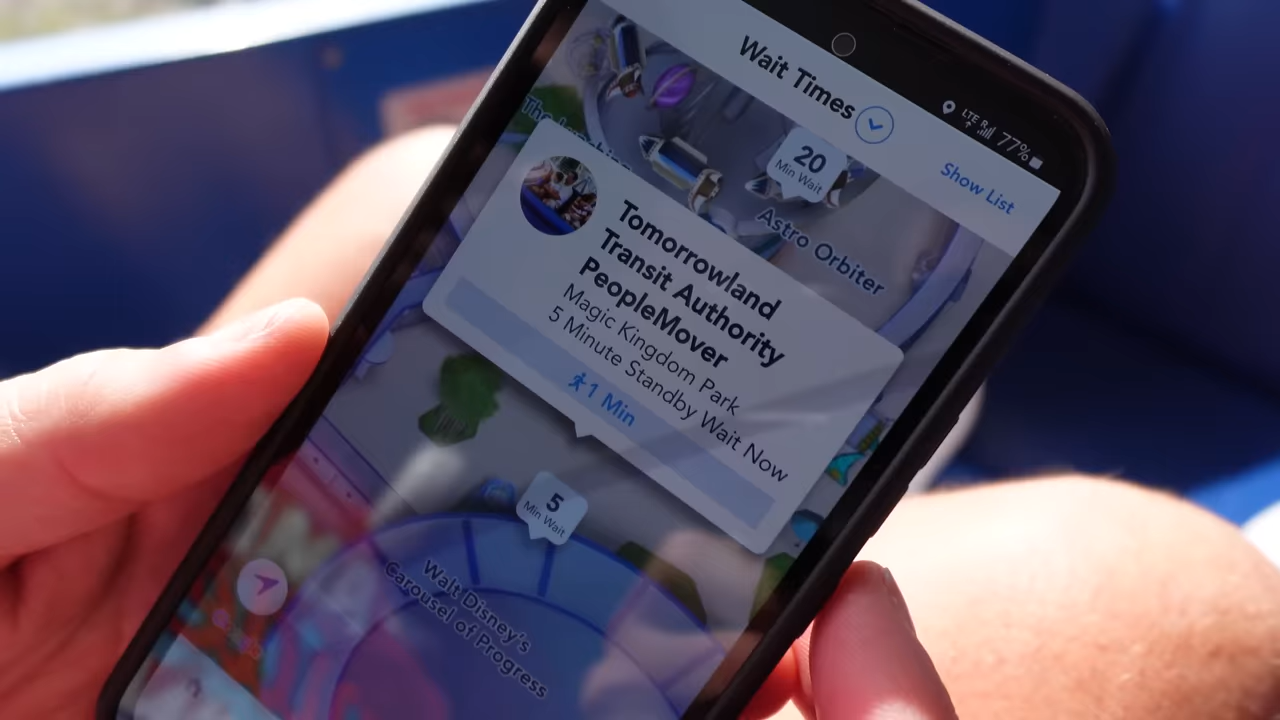 Wait Times
LTE R
77%
Show List
20
Min Wait
Astro Orbiter
Tomorrowland
Transit Authority
PeopleMover
Magic Kingdom Park
5 Minute Standby Wait Now
1 Min
5
Min Wait
Walt Disney's
Carousel of Progress